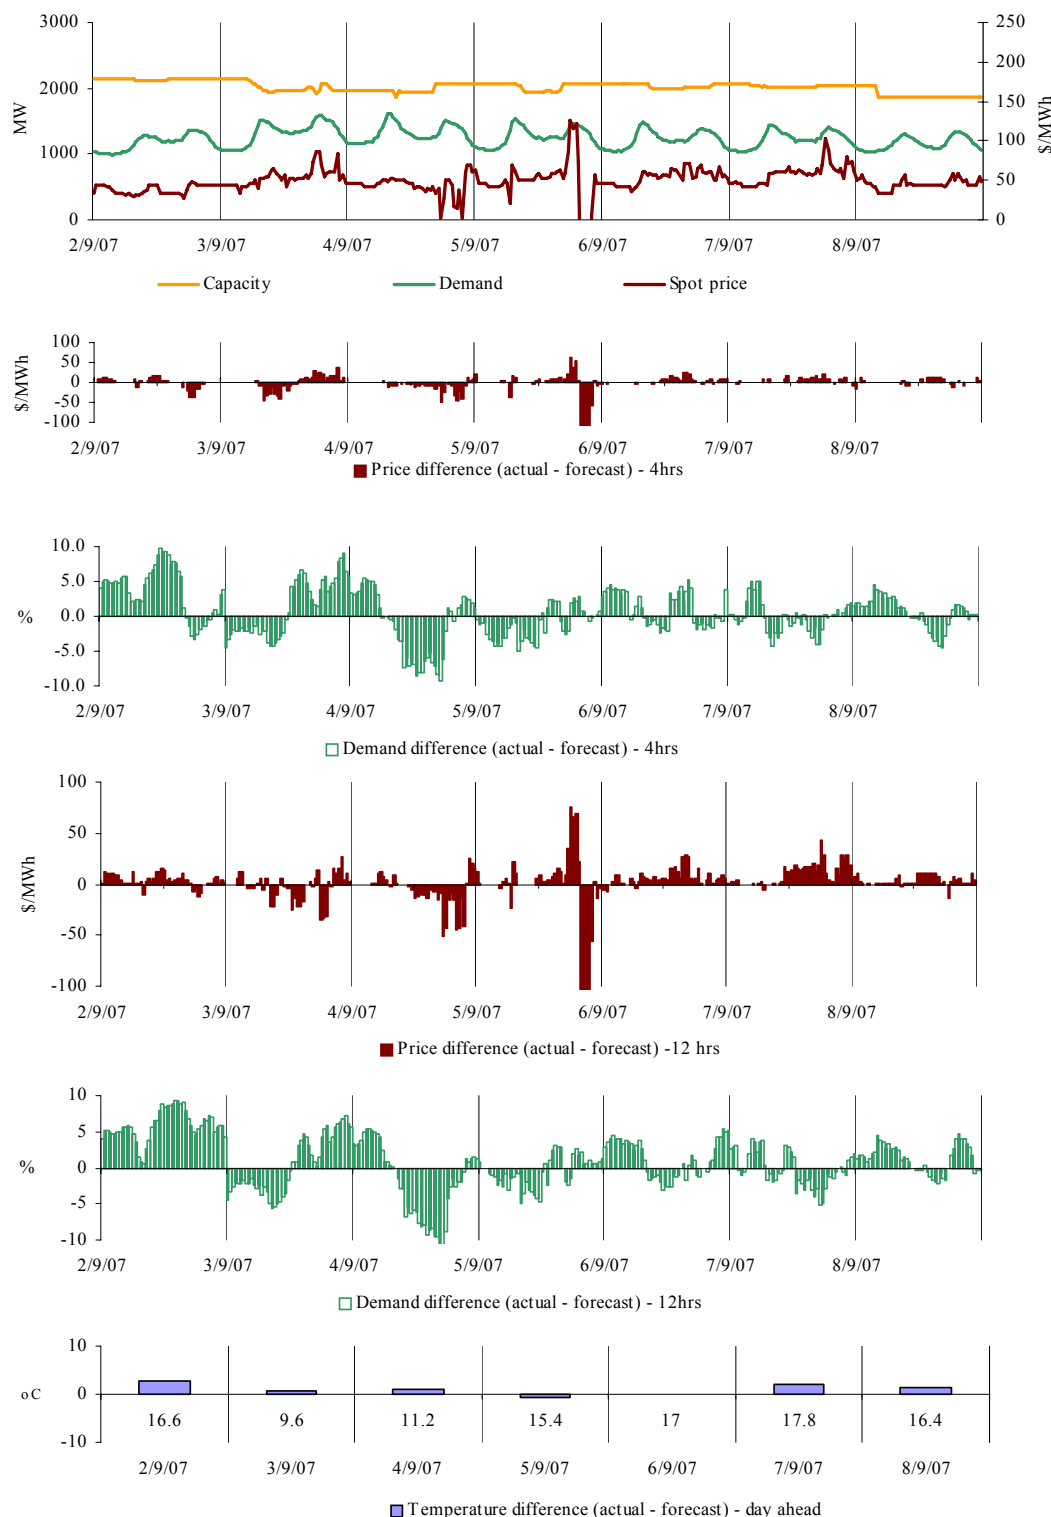 3000 250
200
2000
150
MW $/MWh
100
1000
50
0 0
2/9/07 3/9/07 4/9/07 5/9/07 6/9/07 7/9/07 8/9/07
Capacity Demand Spot price
100
50
$/MWh 0
-50
-100
2/9/07 3/9/07 4/9/07 5/9/07 6/9/07 7/9/07 8/9/07
Price difference (actual - forecast) - 4hrs
10.0
5.0
% 0.0
-5.0
-10.0
2/9/07 3/9/07 4/9/07 5/9/07 6/9/07 7/9/07 8/9/07
Demand difference (actual - forecast) - 4hrs
100
50
$/MWh 0
-50
-100
2/9/07 3/9/07 4/9/07 5/9/07 6/9/07 7/9/07 8/9/07
Price difference (actual - forecast) -12 hrs
10
5
% 0
-5
-10
2/9/07 3/9/07 4/9/07 5/9/07 6/9/07 7/9/07 8/9/07
Demand difference (actual - forecast) - 12hrs
10
oC 0
16.6 9.6 11.2 15.4 17 17.8 16.4
-10
2/9/07 3/9/07 4/9/07 5/9/07 6/9/07 7/9/07 8/9/07
Temperature difference (actual - forecast) - day ahead